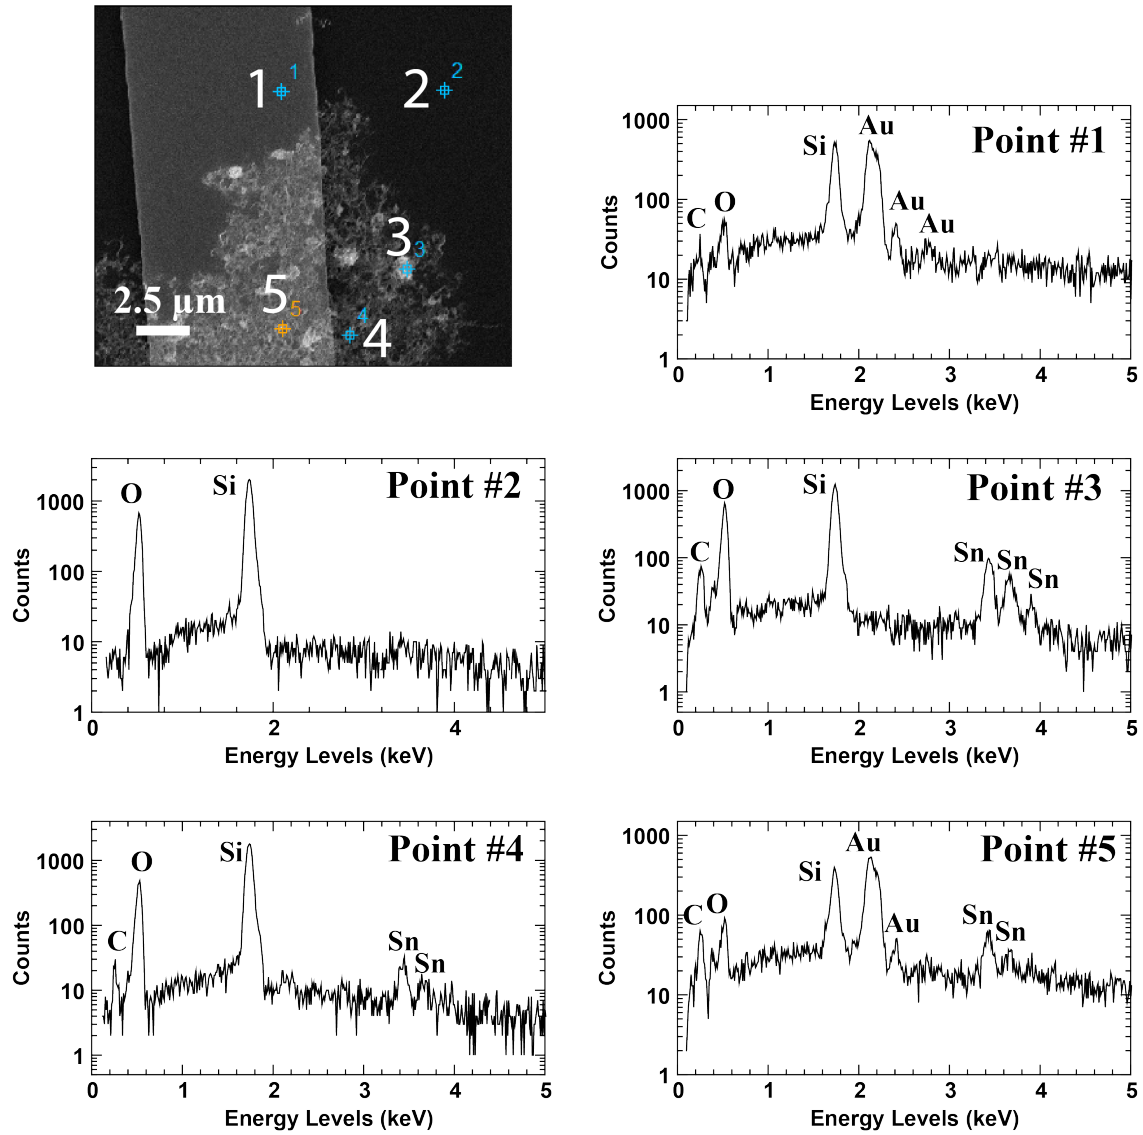 1 1
2 2
3 3
5 5
4 4
2.5 µm
Point #1
Counts
1000
100
10
1
C O Si Au Au Au
0 1 2 3 4 5
Energy Levels (keV)
Point #2
Counts
1000
100
10
1
O Si
0 2 4
Energy Levels (keV)
Point #3
Counts
1000
100
10
1
C O Si Sn Sn Sn
0 1 2 3 4 5
Energy Levels (keV)
Point #4
Counts
1000
100
10
1
C O Si Sn Sn
0 1 2 3 4 5
Energy Levels (keV)
Point #5
Counts
1000
100
10
1
C O Si Au Au Sn Sn
0 1 2 3 4 5
Energy Levels (keV)